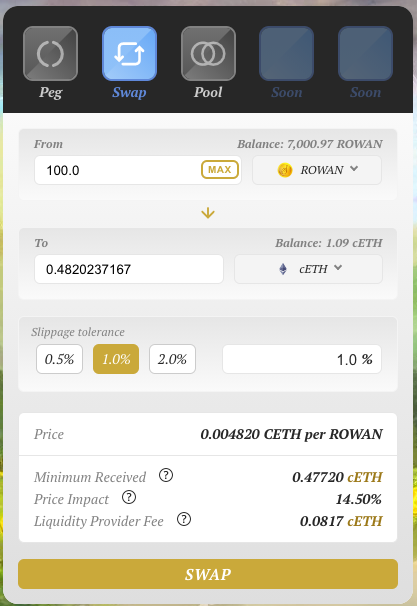 Peg Swap Pool Soon Soon
From Balance: 7,000.97 ROWAN
100.0 MAX ROWAN
To Balance: 1.09 cETH
0.4820237167 cETH
Slippage tolerance
0.5% 1.0% 2.0% 1.0 %
Price 0.004820 CETH per ROWAN
Minimum Received ? 0.47720 cETH
Price Impact ? 14.50%
Liquidity Provider Fee ? 0.0817 cETH
SWAP